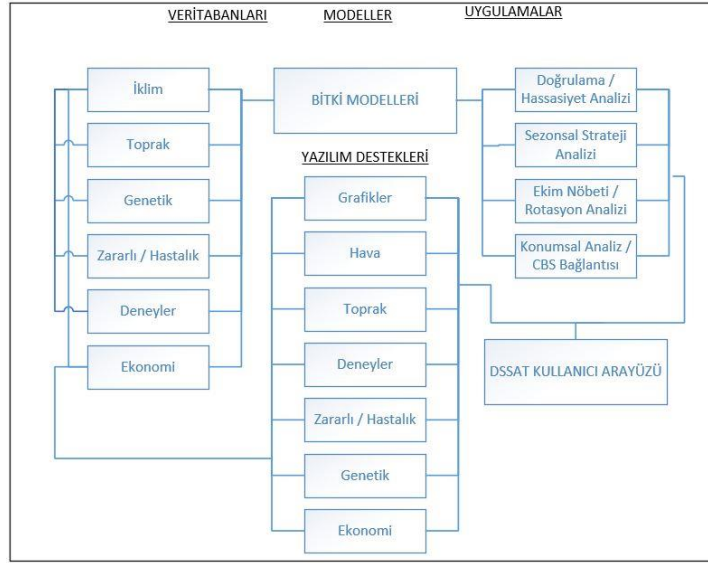 VERİTABANLARI
MODELLER
UYGULAMALAR
İklim
Toprak
Genetik
Zararlı / Hastalık
Deneyler
Ekonomi
BİTKİ MODELLERİ
YAZILIM DESTEKLERİ
Grafikler
Hava
Toprak
Deneyler
Zararlı / Hastalık
Genetik
Ekonomi
Doğrulama /
Hassasiyet Analizi
Sezonsal Strateji
Analizi
Ekim Nöbeti /
Rotasyon Analizi
Konumsal Analiz /
CBS Bağlantısı
DSSAT KULLANICI ARAYÜZÜ